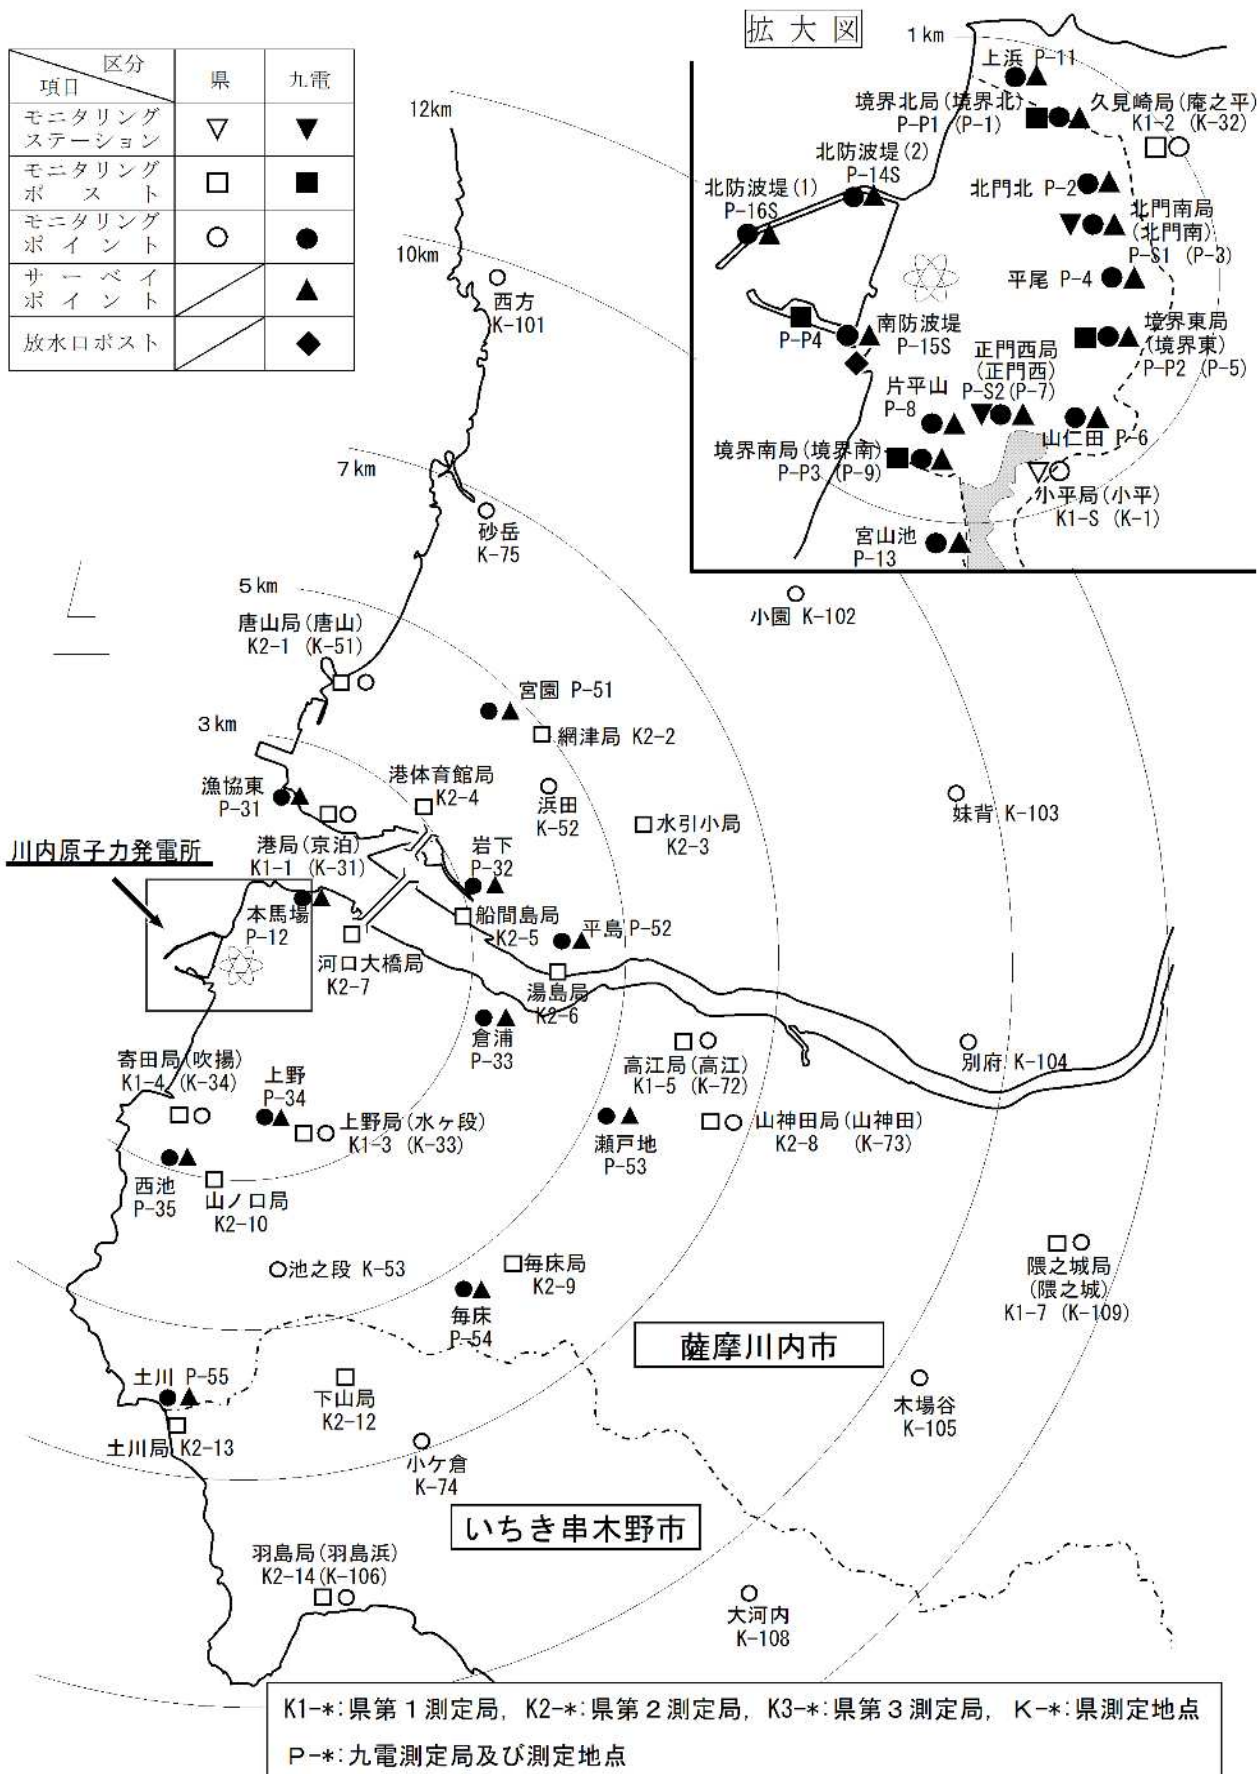 拡大図
区分
項目
県
九電
モニタリング
ステーション
モニタリング
ポスト
モニタリング
ポイント
サーベイ
ポイント
放水口ポスト
1km
上浜 P-11
境界北局(境界北)
P-P1 (P-1)
久見崎局(庵之平)
K1-2 (K-32)
北防波堤(2)
P-14S
北防波堤(1)
P-16S
北門北 P-2
北門南局
(北門南)
P-S1 (P-3)
平尾 P-4
P-P4
南防波堤
P-15S
境界東局
(境界東)
P-P2 (P-5)
正門西局
(正門西)
P-S2(P-7)
片平山
P-8
山仁田 P-6
境界南局(境界南)
P-P3 (P-9)
小平局(小平)
K1-S (K-1)
宮山池
P-13
12km
10km
西方
K-101
7km
砂岳
K-75
5km
小園 K-102
唐山局(唐山)
K2-1 (K-51)
宮園 P-51
3km
網津局 K2-2
港体育館局
K2-4
漁協東
P-31
浜田
K-52
妹背 K-103
水引小局
K2-3
川内原子力発電所
港局(京泊)
K1-1 (K-31)
岩下
P-32
本馬場
P-12
船間島局
K2-5
平島 P-52
河口大橋局
K2-7
湯島局
K2-6
倉浦
P-33
寄田局(吹揚)
K1-4 (K-34)
上野
P-34
高江局(高江)
K1-5 (K-72)
別府 K-104
上野局(水ヶ段)
K1-3 (K-33)
瀬戸地
P-53
山神田局(山神田)
K2-8 (K-73)
西池
P-35
山ノ口局
K2-10
池之段 K-53
毎床局
K2-9
隈之城局
(隈之城)
K1-7 (K-109)
毎床
P-54
薩摩川内市
土川 P-55
下山局
K2-12
木場谷
K-105
土川局 K2-13
小ケ倉
K-74
いちき串木野市
羽島局(羽島浜)
K2-14(K-106)
大河内
K-108
K1-*:県第1測定局, K2-*:県第2測定局, K3-*:県第3測定局, K-*:県測定地点
P-*:九電測定局及び測定地点